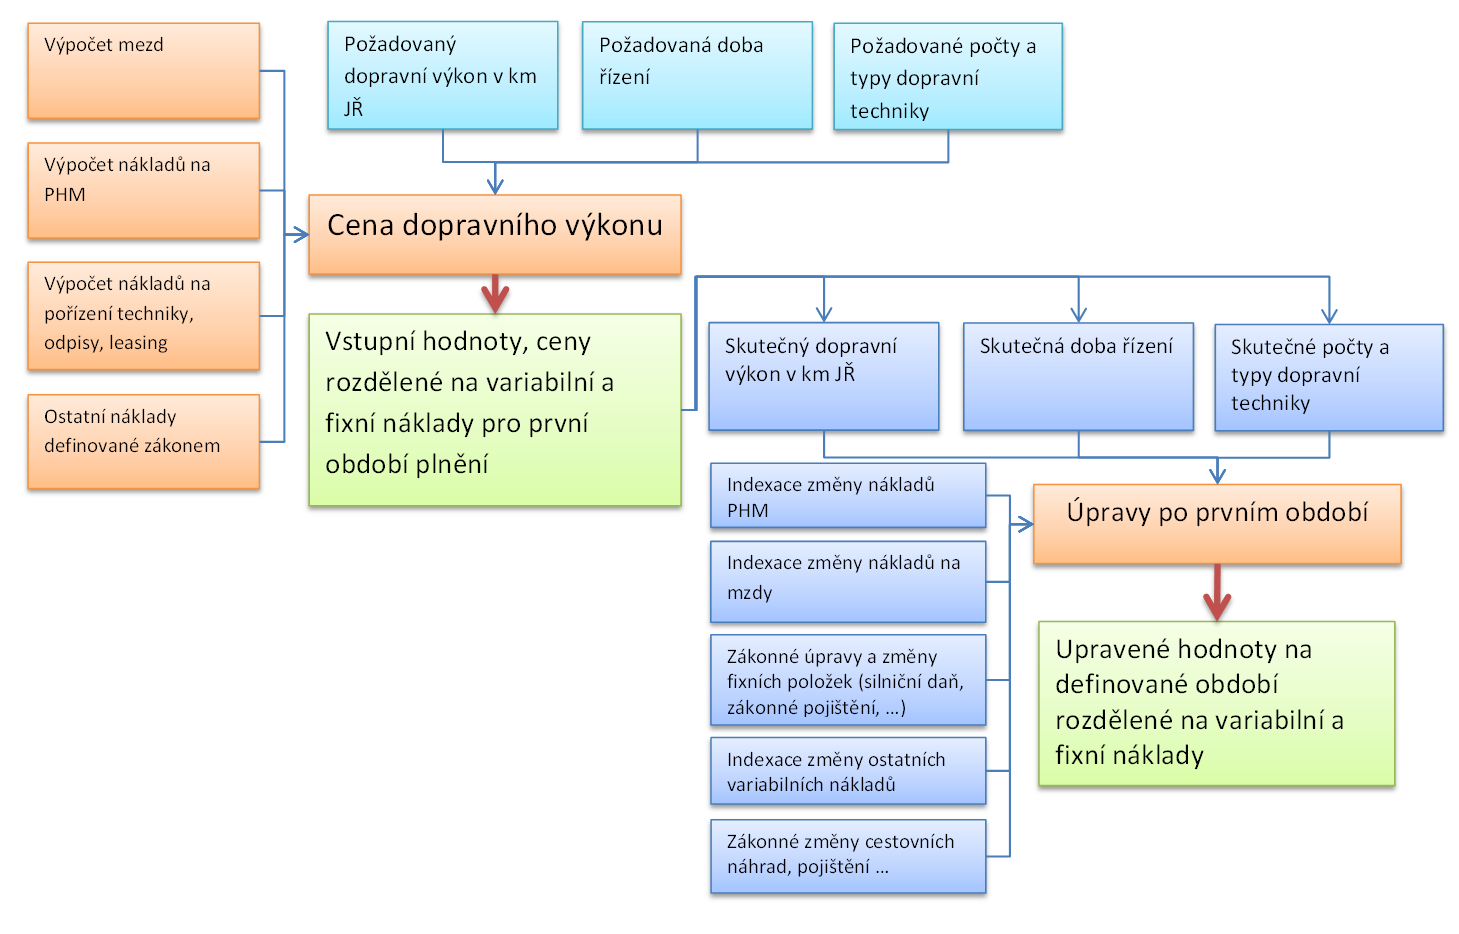 Výpočet mezd
Požadovaný
dopravní výkon v km
JŘ
Požadovaná doba
řízení
Požadované počty a
typy dopravní
techniky
Výpočet nákladů na
PHM
Výpočet nákladů na
pořízení techniky,
odpisy, leasing
Ostatní náklady
definované zákonem
Cena dopravního výkonu
Vstupní hodnoty, ceny
rozdělené na variabilní a
fixní náklady pro první
období plnění
Skutečný dopravní
výkon v km JŘ
Skutečná doba řízení
Skutečné počty a
typy dopravní
techniky
Indexace změny nákladů
PHM
Indexace změny nákladů na
mzdy
Zákonné úpravy a změny
fixních položek (silniční daň,
zákonné pojištění, ...)
Indexace změny ostatních
variabilních nákladů
Zákonné změny cestovních
náhrad, pojištění ...
Úpravy po prvním období
Upravené hodnoty na
definované období
rozdělené na variabilní a
fixní náklady